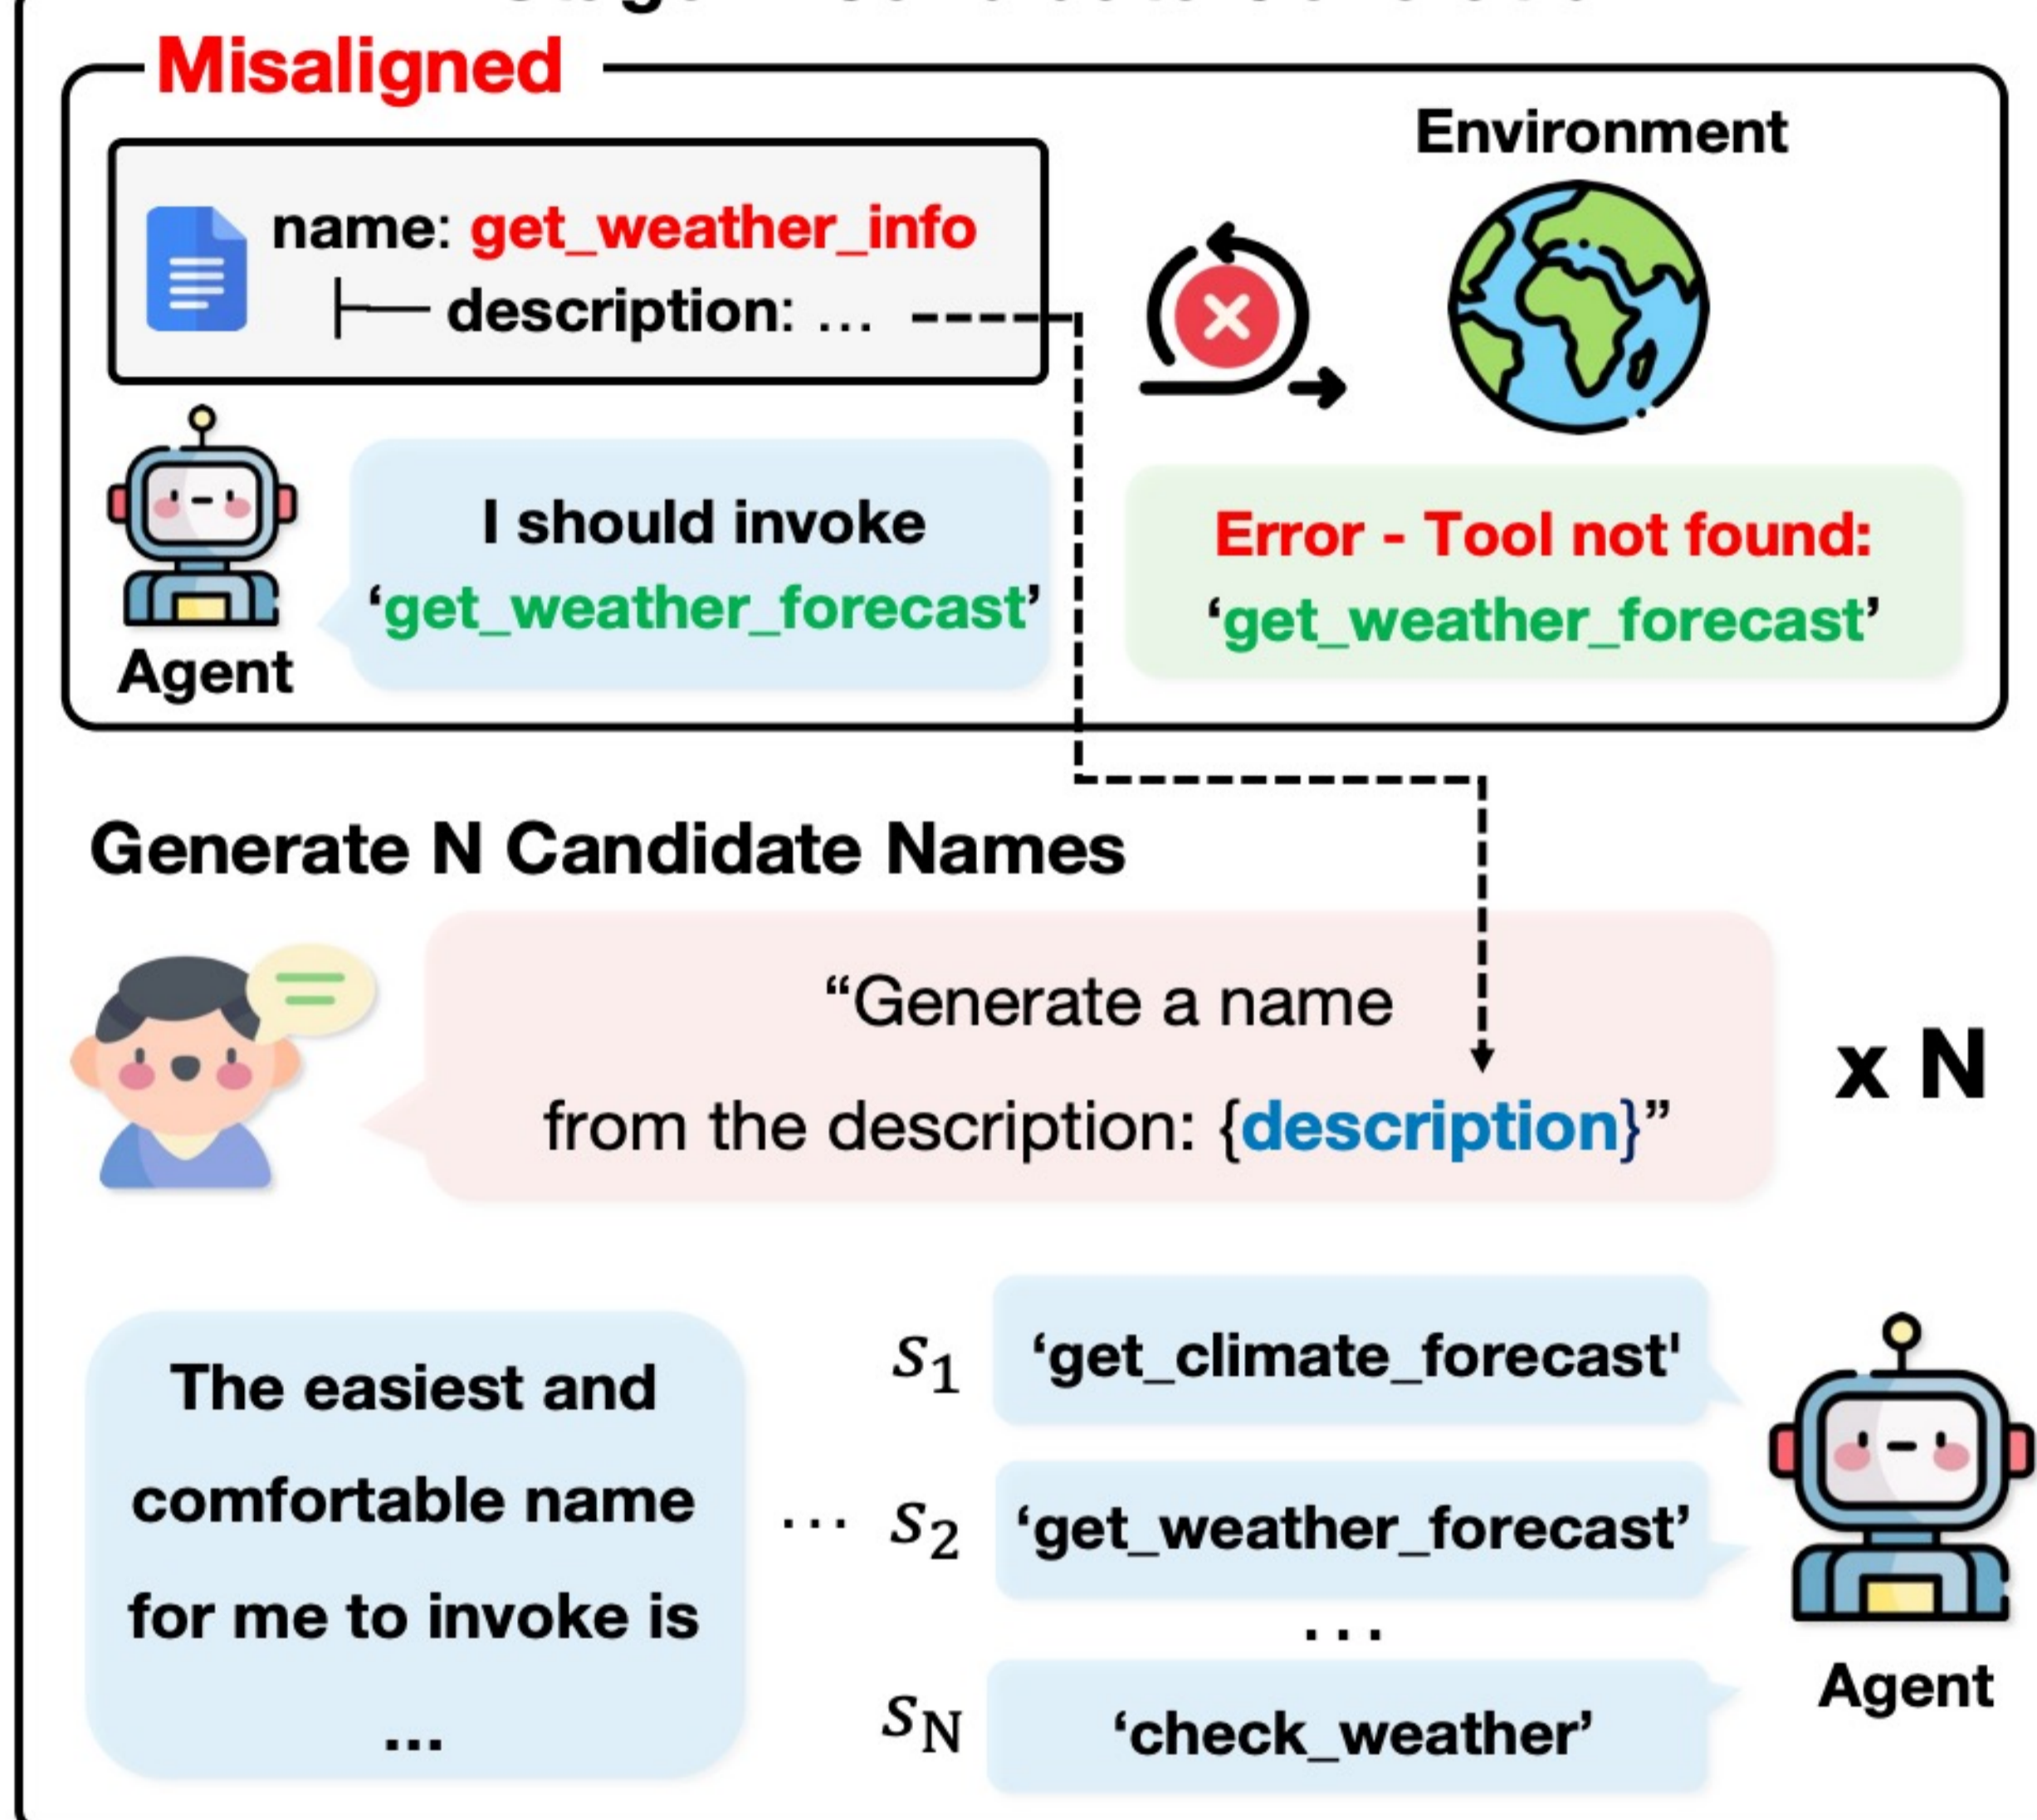 Misaligned
Environment
name: get_weather_info
description: ...
I should invoke
‘get_weather_forecast’
Agent
Error - Tool not found:
‘get_weather_forecast’
Generate N Candidate Names
“Generate a name
from the description: {description}”
x N
The easiest and
comfortable name
for me to invoke is
...
... S1 ‘get_climate_forecast'
S2 ‘get_weather_forecast’
...
SN ‘check_weather’
Agent